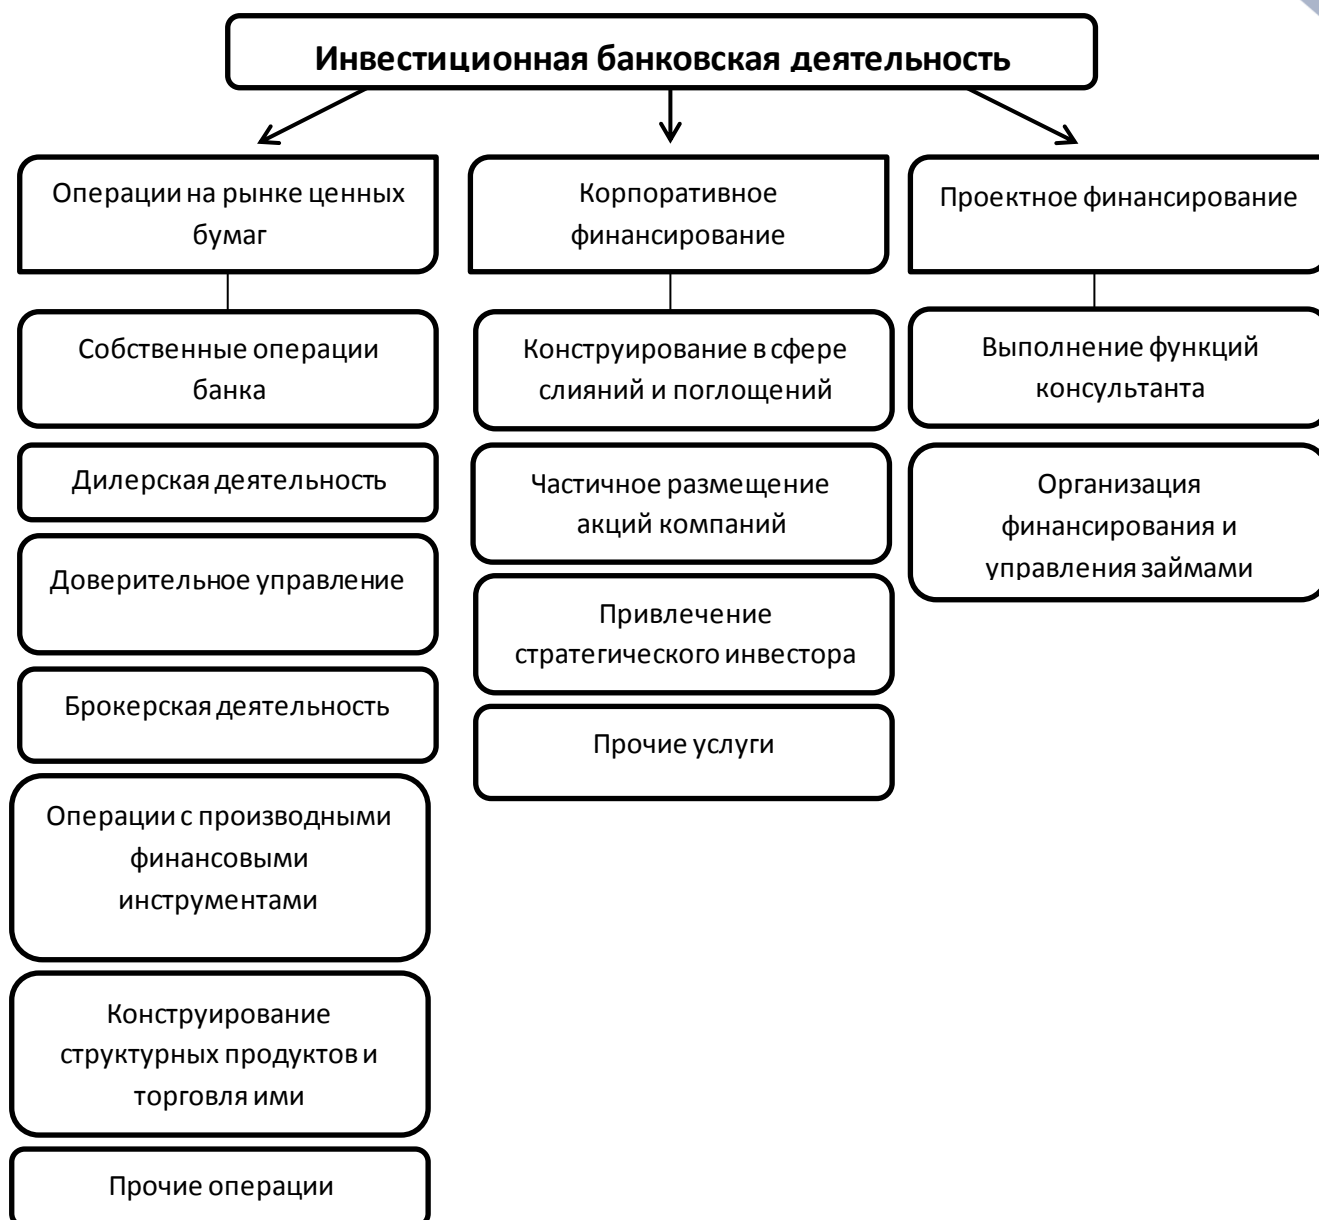 Инвестиционная банковская деятельность
Операции на рынке ценных
бумаг
Собственные операции
банка
Дилерская деятельность
Доверительное управление
Брокерская деятельность
Операции с производными
финансовыми
инструментами
Конструирование
структурных продуктов и
торговля ими
Прочие операции
Корпоративное
финансирование
Конструирование в сфере
слияний и поглощений
Частичное размещение
акций компаний
Привлечение
стратегического инвестора
Прочие услуги
Проектное финансирование
Выполнение функций
консультанта
Организация
финансирования и
управления займами